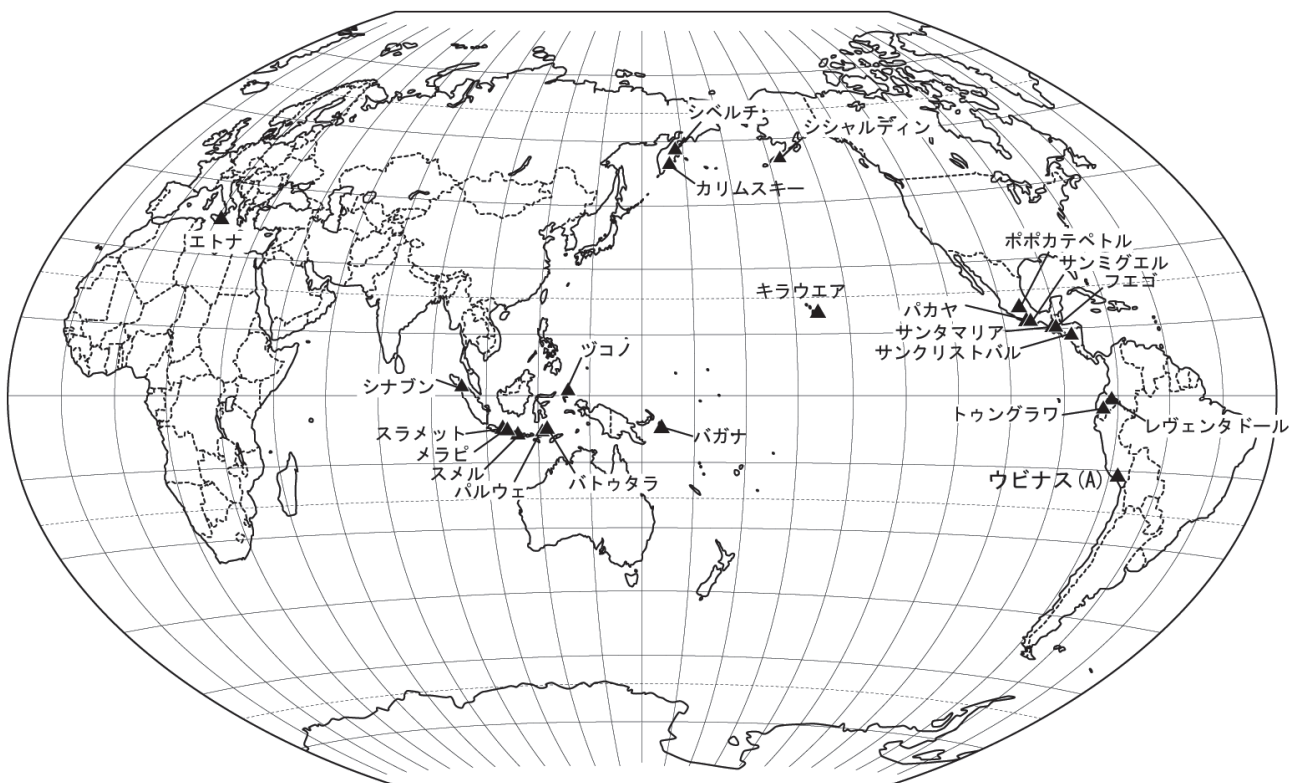 シベルチ
シシャルディン
カリムスキー
エトナ
ポポカテペトル
サンミグエル
フエゴ
キラウエア
パカヤ
サンタマリア
サンクリストバル
ヅコノ
シナブン
トゥングラワ
レヴェンタドール
スラメット
メラピ
スメル
パルウェ
バトゥタラ
バガナ
ウビナス(A)